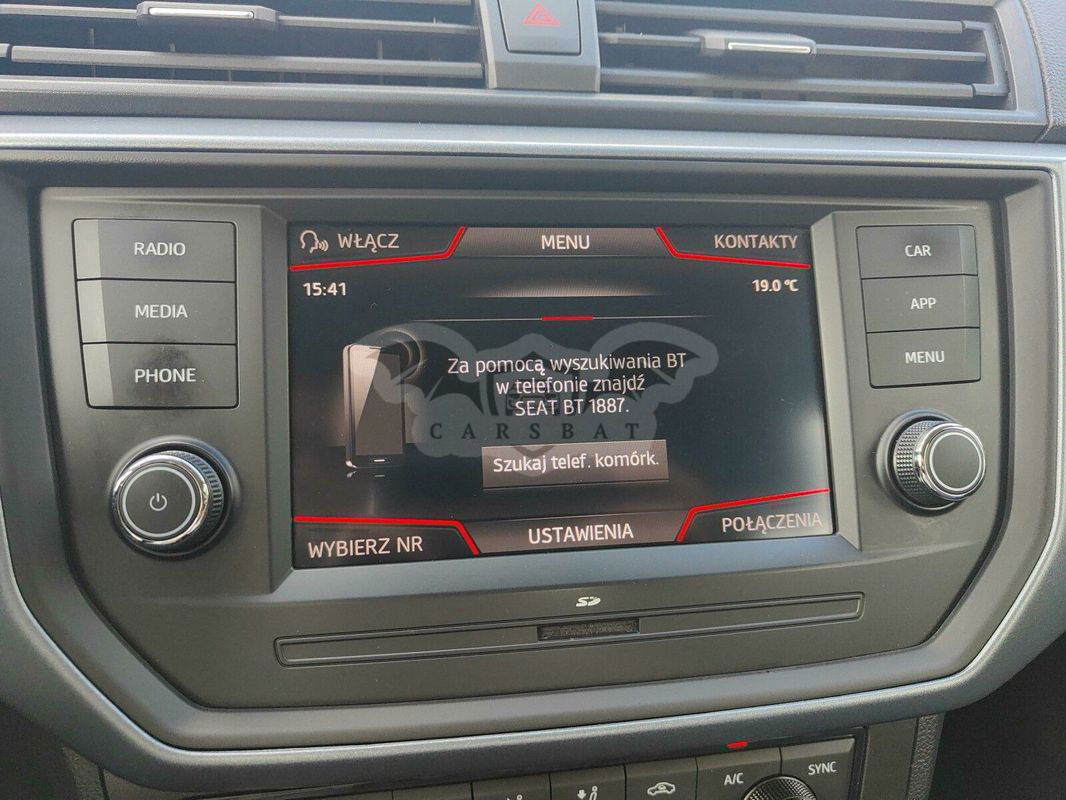 RADIO
MEDIA
PHONE
WŁĄCZ
MENU
KONTAKTY
15:41
19.0 °C
Za pomocą wyszukiwania BT
w telefonie znajdź
SEAT BT 1887.
CARSBAT
Szukaj telef. komórk.
WYBIERZ NR
USTAWIENIA
POŁĄCZENIA
CAR
APP
MENU
SD
A/C
SYNC